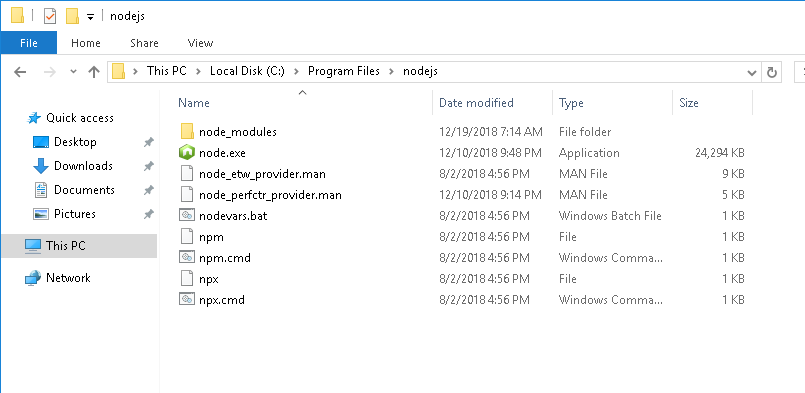 nodejs
File Home Share View
This PC > Local Disk (C:) > Program Files > nodejs
Name Date modified Type Size
Quick access
Desktop
Downloads
Documents
Pictures
This PC
Network
node_modules 12/19/2018 7:14 AM File folder
node.exe 12/10/2018 9:48 PM Application 24,294 KB
node_etw_provider.man 8/2/2018 4:56 PM MAN File 9 KB
node_perfctr_provider.man 12/10/2018 9:14 PM MAN File 5 KB
nodevars.bat 8/2/2018 4:56 PM Windows Batch File 1 KB
npm 8/2/2018 4:56 PM File 1 KB
npm.cmd 8/2/2018 4:56 PM Windows Comma... 1 KB
npx 8/2/2018 4:56 PM File 1 KB
npx.cmd 8/2/2018 4:56 PM Windows Comma... 1 KB